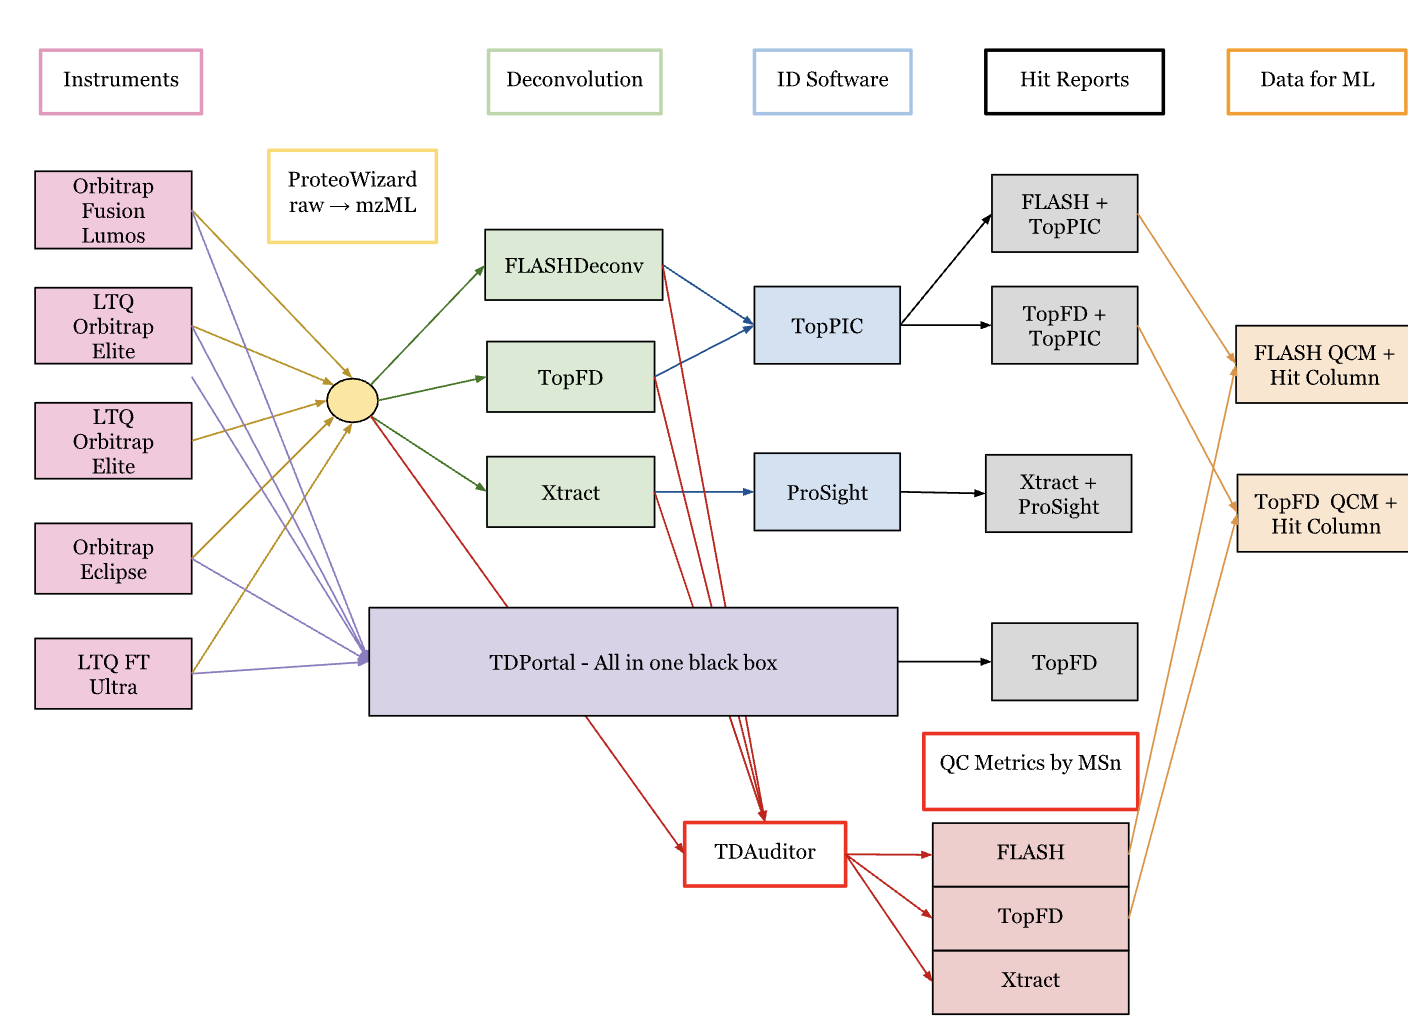 Instruments
Deconvolution
ID Software
Hit Reports
Data for ML
ProteoWizard
raw → mzML
Orbitrap
Fusion
Lumos
LTQ
Orbitrap
Elite
LTQ
Orbitrap
Elite
Orbitrap
Eclipse
LTQ FT
Ultra
FLASHDeconv
TopFD
Xtract
TopPIC
ProSight
FLASH +
TopPIC
TopFD +
TopPIC
Xtract +
ProSight
TopFD
FLASH QCM +
Hit Column
TopFD QCM +
Hit Column
TDPortal - All in one black box
QC Metrics by MSn
TDAuditor
FLASH
TopFD
Xtract